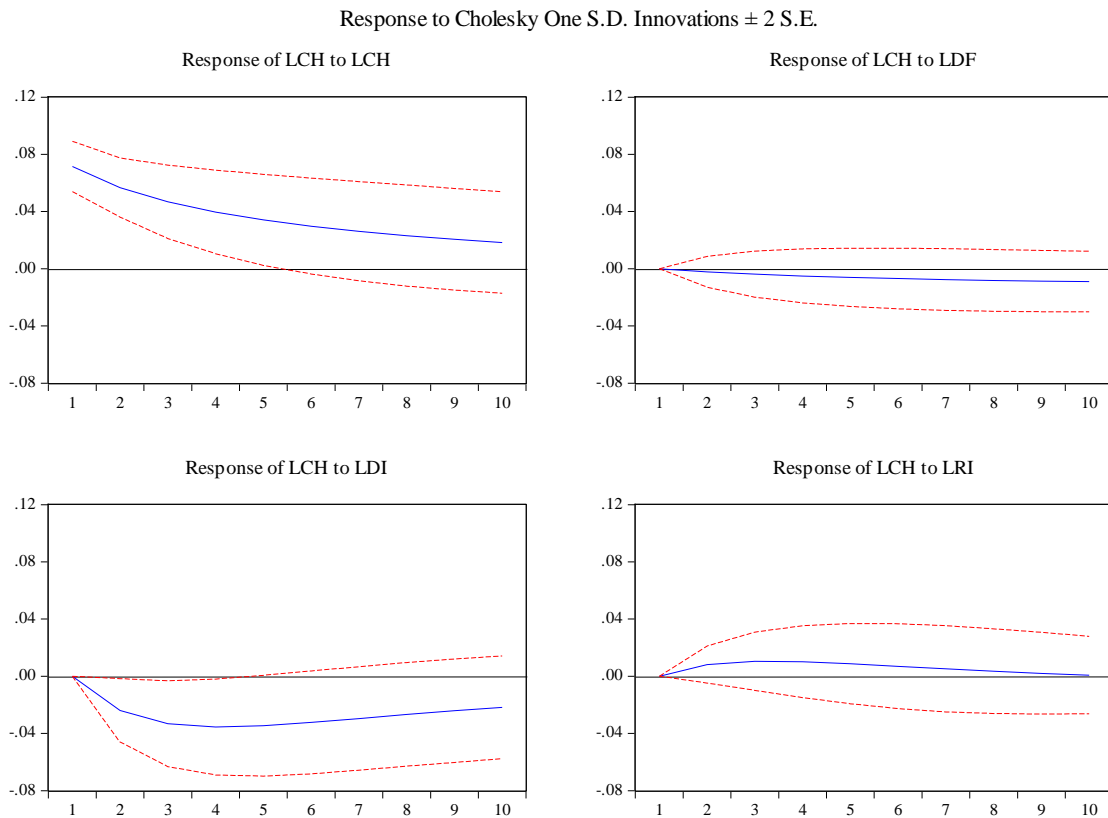 Response to Cholesky One S.D. Innovations ± 2 S.E.
Response of LCH to LCH
.12
.08
.04
.00
-.04
-.08
1 2 3 4 5 6 7 8 9 10
Response of LCH to LDF
.12
.08
.04
.00
-.04
-.08
1 2 3 4 5 6 7 8 9 10
Response of LCH to LDI
.12
.08
.04
.00
-.04
-.08
1 2 3 4 5 6 7 8 9 10
Response of LCH to LRI
.12
.08
.04
.00
-.04
-.08
1 2 3 4 5 6 7 8 9 10